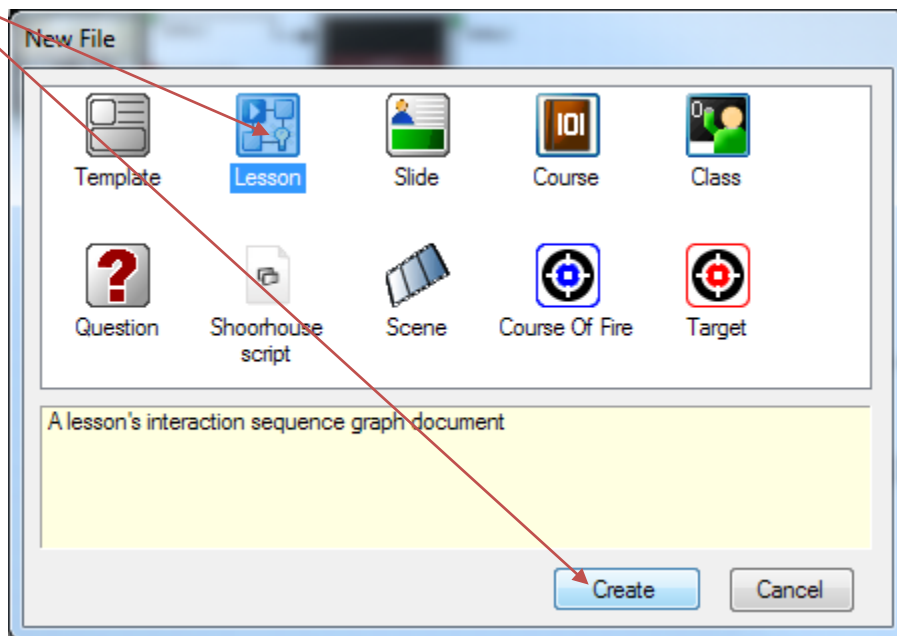 New File
Template
Lesson
Slide
Course
101
Class
Question
Shoorhouse
script
Scene
Course Of Fire
Target
A lesson's interaction sequence graph document
Create
Cancel